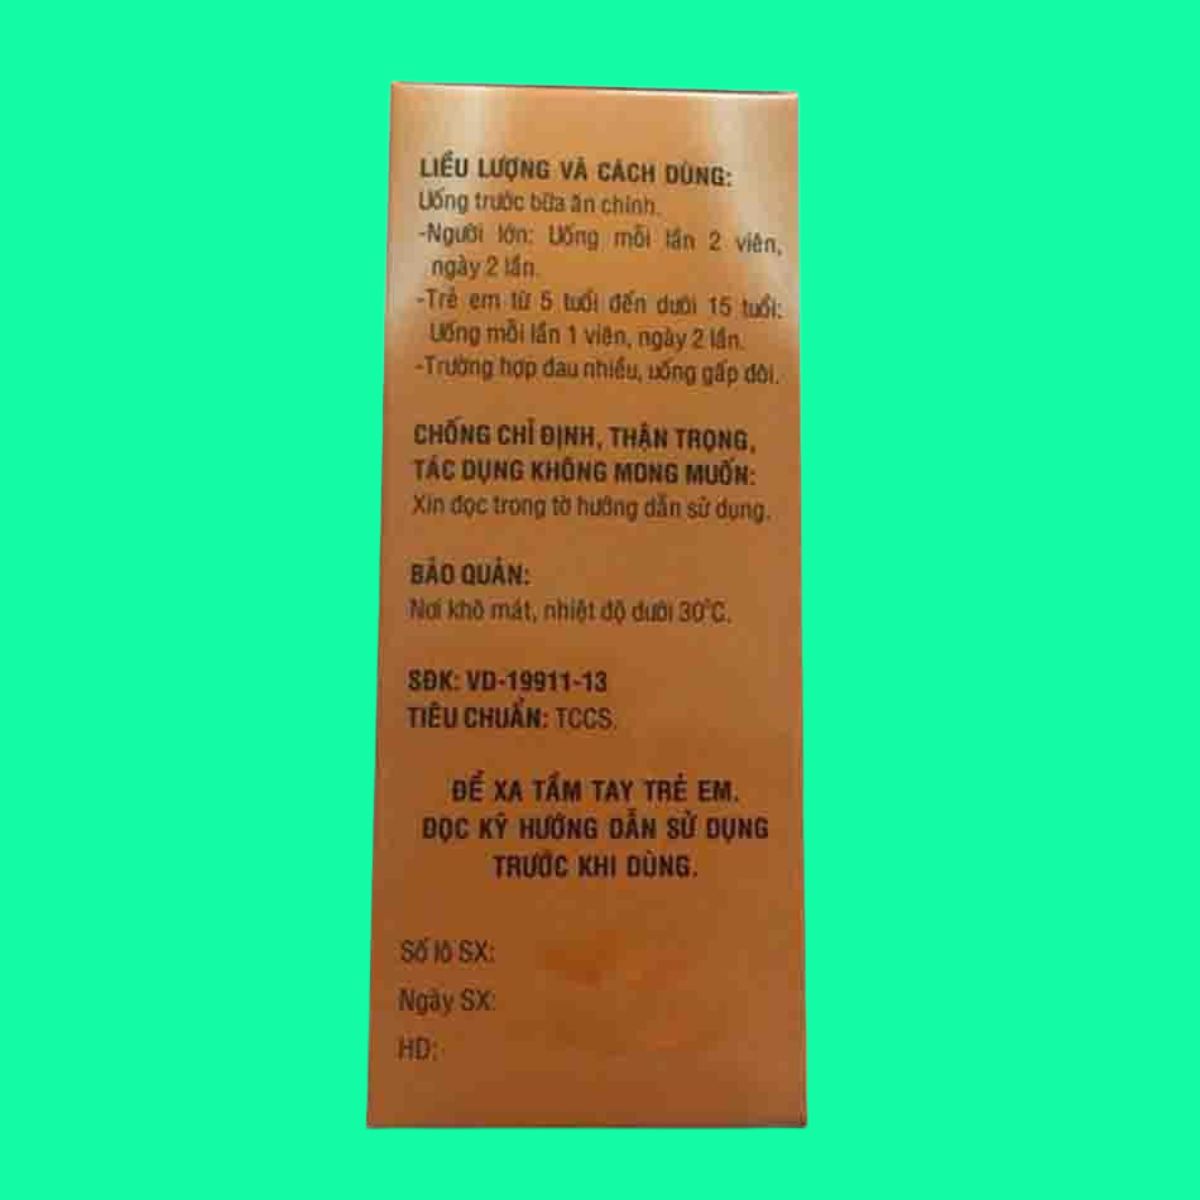 LIỀU LƯỢNG VÀ CÁCH DÙNG:
Uống trước bữa ăn chính.
-Người lớn: Uống mỗi lần 2 viên,
ngày 2 lần.
-Trẻ em từ 5 tuổi đến dưới 15 tuổi:
Uống mỗi lần 1 viên, ngày 2 lần.
-Trường hợp đau nhiều, uống gấp đôi.
CHỐNG CHỈ ĐỊNH, THẬN TRỌNG,
TÁC DỤNG KHÔNG MONG MUỐN:
Xin đọc trong tờ hướng dẫn sử dụng.
BẢO QUẢN:
Nơi khô mát, nhiệt độ dưới 30°C.
SĐK: VD-19911-13
TIÊU CHUẨN: TCCS.
ĐỂ XA TẦM TAY TRẺ EM.
ĐỌC KỸ HƯỚNG DẪN SỬ DỤNG
TRƯỚC KHI DÙNG.
Số lô SX:
Ngày SX:
HD: